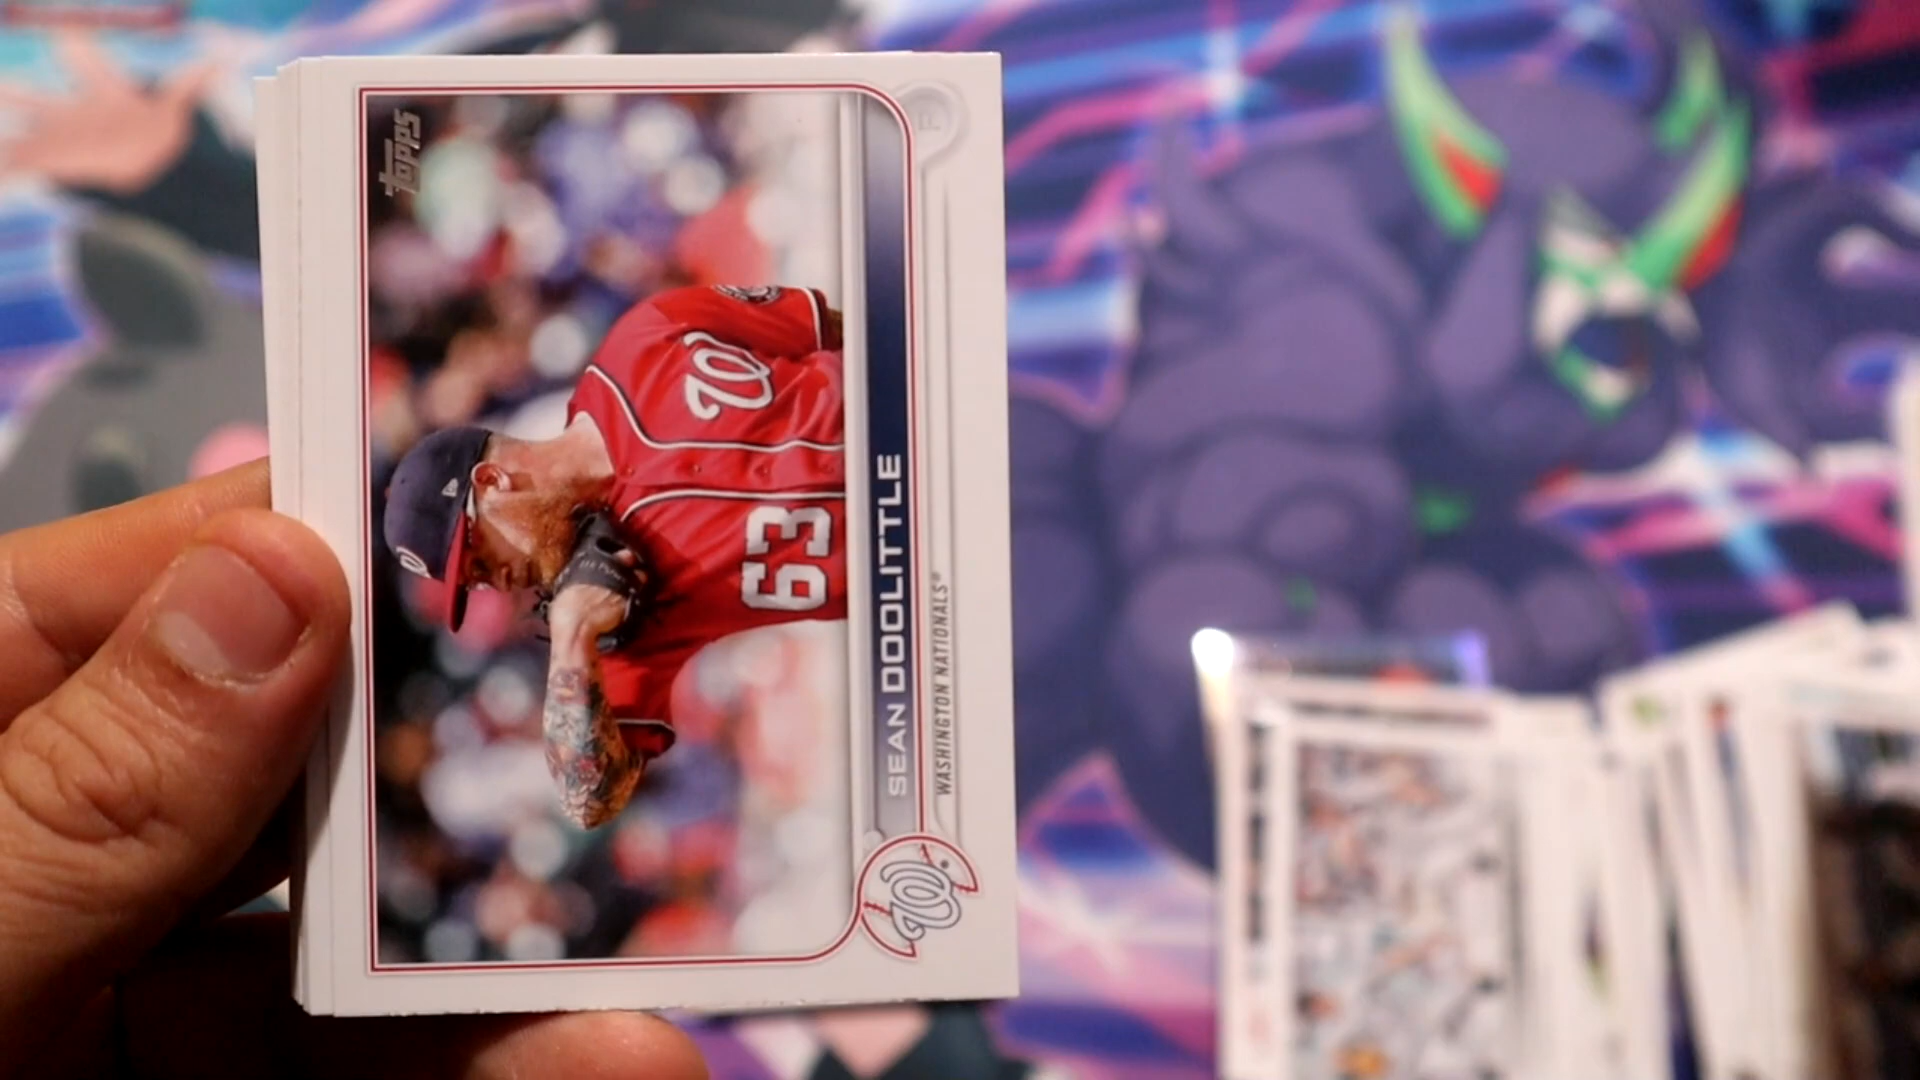 Topps
P
W
63
SEAN DOOLITTLE
WASHINGTON NATIONALS®
W